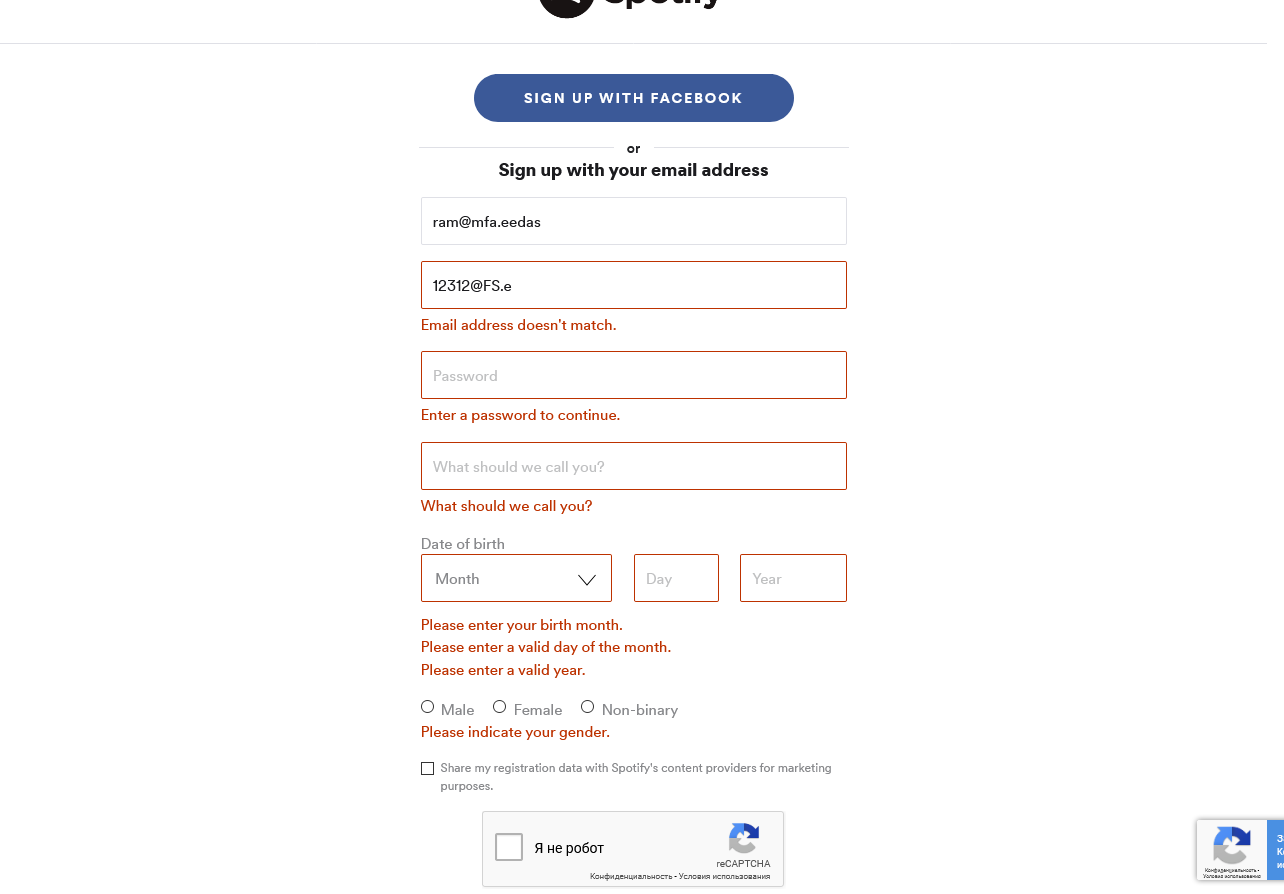 Spotify
SIGN UP WITH FACEBOOK
or
Sign up with your email address
ram@mfa.eedas
12312@FS.e
Email address doesn't match.
Password
Enter a password to continue.
What should we call you?
What should we call you?
Date of birth
Month
Day
Year
Please enter your birth month.
Please enter a valid day of the month.
Please enter a valid year.
Male
Female
Non-binary
Please indicate your gender.
Share my registration data with Spotify's content providers for marketing
purposes.
Я не робот
reCAPTCHA
Конфиденциальность - Условия использования
Конфиденциальность -
Условия использования